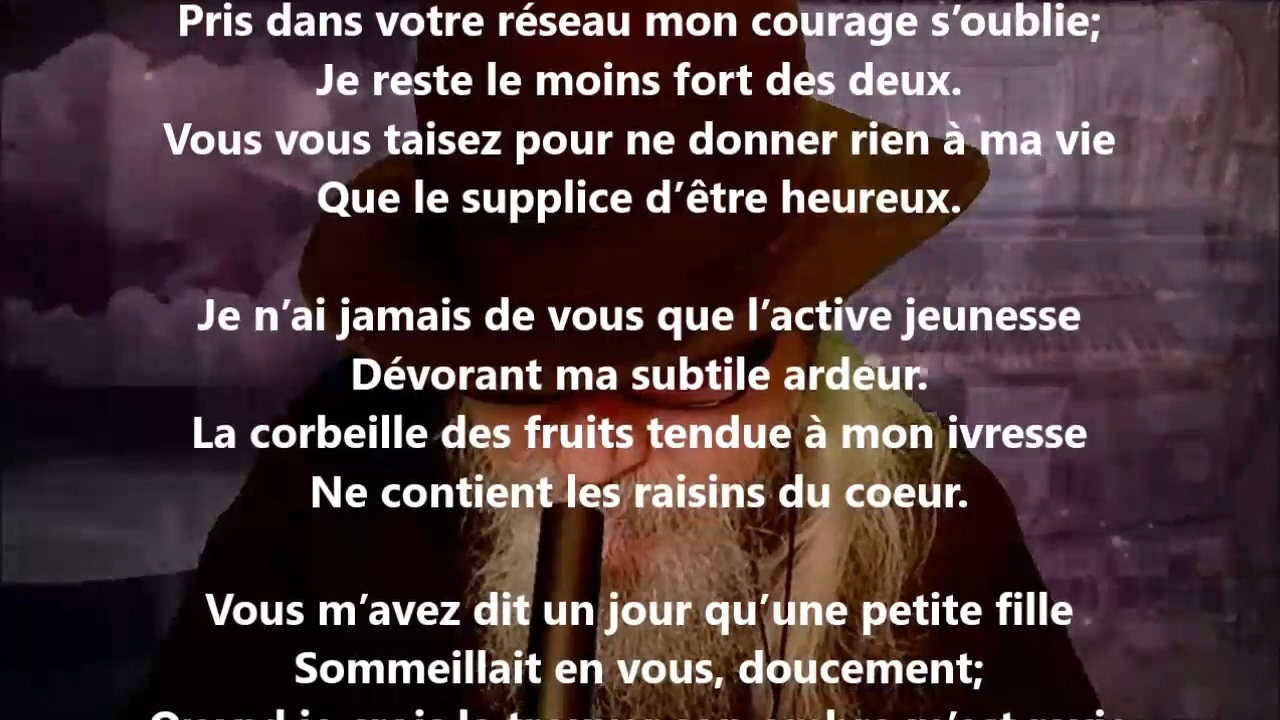 Pris dans votre réseau mon courage s’oublie;
Je reste le moins fort des deux.
Vous vous taisez pour ne donner rien à ma vie
Que le supplice d’être heureux.
Je n’ai jamais de vous que l’active jeunesse
Dévorant ma subtile ardeur.
La corbeille des fruits tendue à mon ivresse
Ne contient les raisins du coeur.
Vous m’avez dit un jour qu’une petite fille
Sommeillait en vous, doucement;